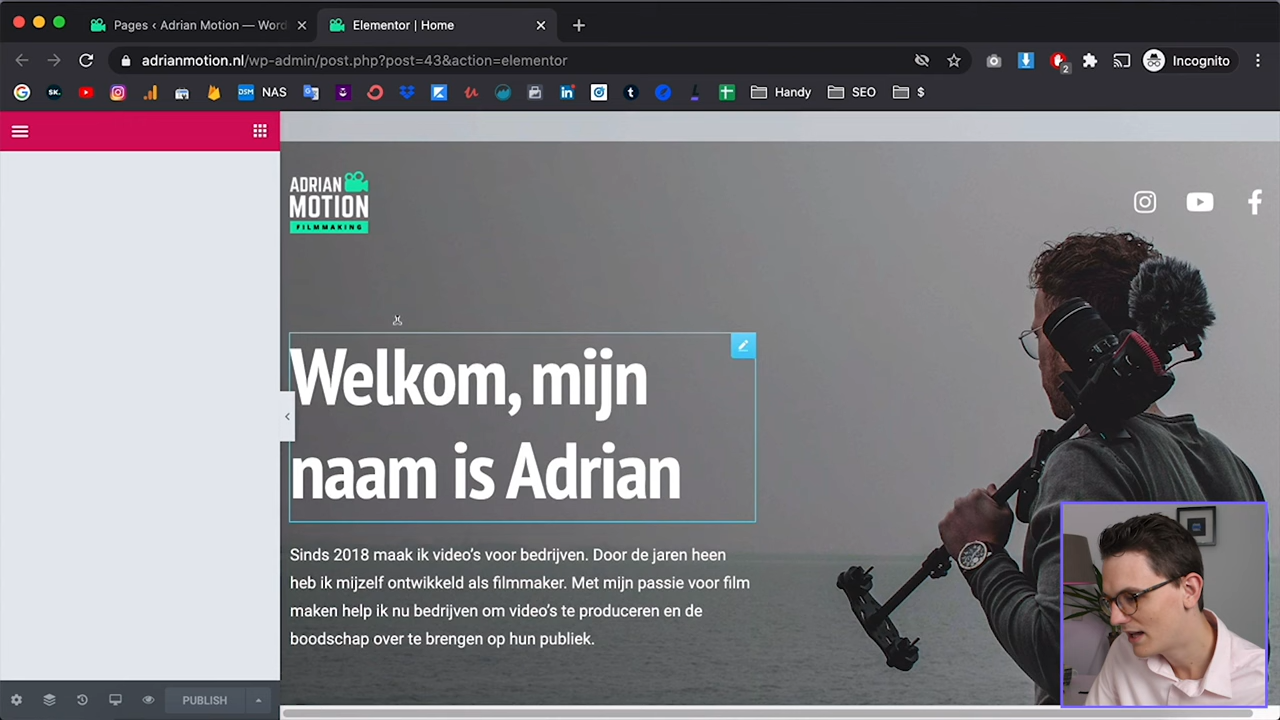 Pages ‹ Adrian Motion — Word
Elementor | Home
adrianmotion.nl/wp-admin/post.php?post=43&action=elementor
2
Incognito
SK.
DSM
NAS
Handy
SEO
$
ADRIAN
MOTION
FILMMAKING
Welkom, mijn
naam is Adrian
Sinds 2018 maak ik video's voor bedrijven. Door de jaren heen
heb ik mijzelf ontwikkeld als filmmaker. Met mijn passie voor film
maken help ik nu bedrijven om video's te produceren en de
boodschap over te brengen op hun publiek.
PUBLISH